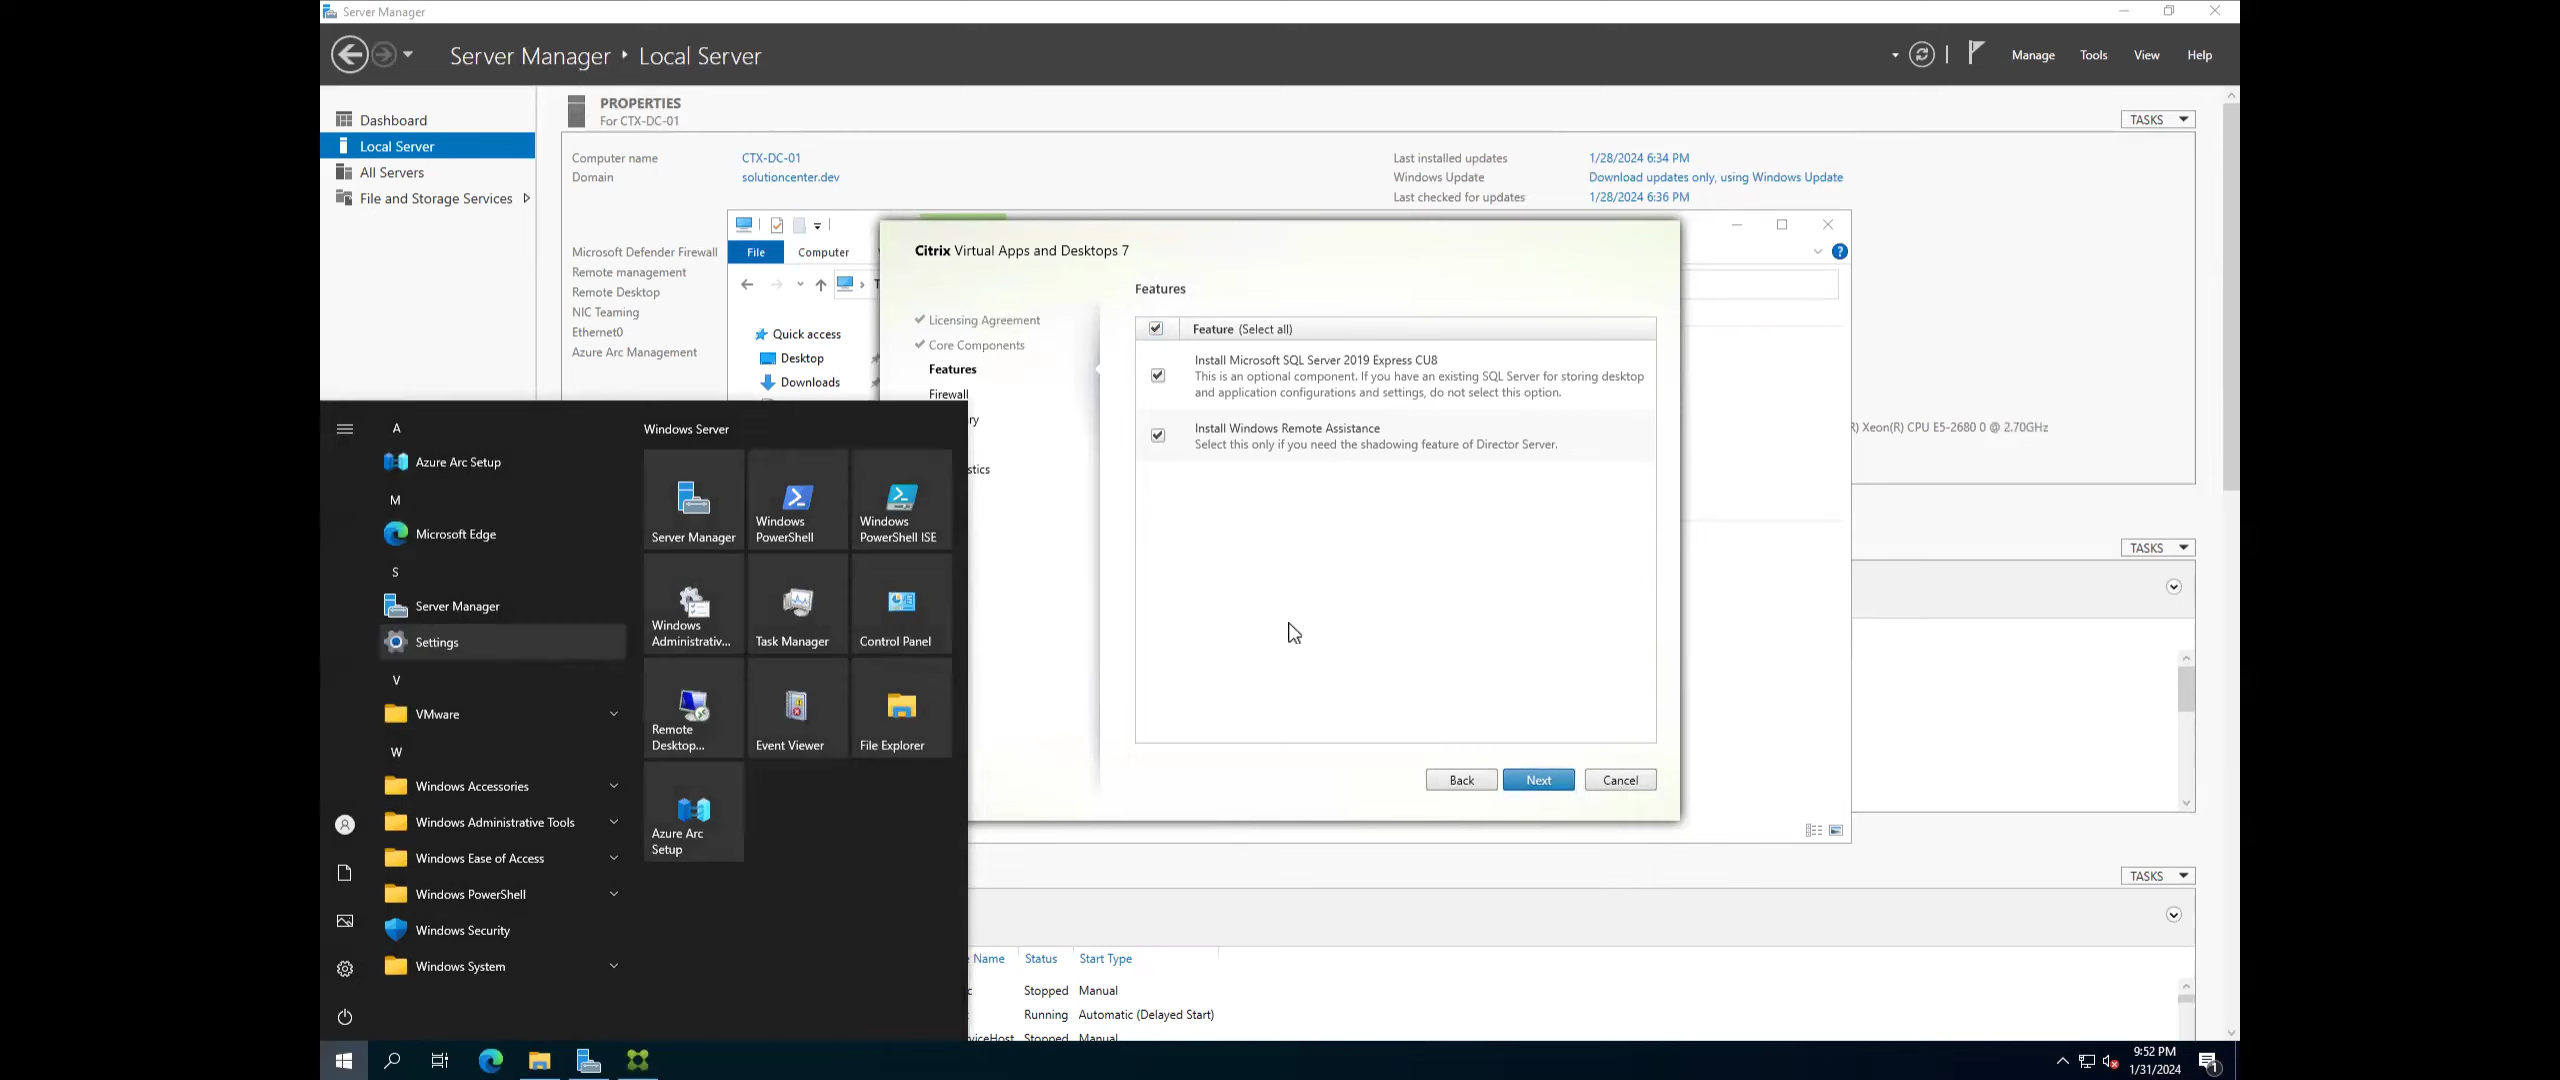 Server Manager
Server Manager • Local Server
Manage
Tools
View
Help
Dashboard
Local Server
All Servers
File and Storage Services
PROPERTIES
For CTX-DC-01
TASKS
Computer name
CTX-DC-01
Domain
solutioncenter.dev
Last installed updates
1/28/2024 6:34 PM
Windows Update
Download updates only, using Windows Update
Last checked for updates
1/28/2024 6:36 PM
Microsoft Defender Firewall
Remote management
Remote Desktop
NIC Teaming
Ethernet0
Azure Arc Management
R) Xeon(R) CPU E5-2680 0 @ 2.70GHz
File
Computer
Quick access
Desktop
Downloads
Citrix Virtual Apps and Desktops 7
Licensing Agreement
Core Components
Features
Firewall
ry
stics
Features
Feature (Select all)
Install Microsoft SQL Server 2019 Express CU8
This is an optional component. If you have an existing SQL Server for storing desktop
and application configurations and settings, do not select this option.
Install Windows Remote Assistance
Select this only if you need the shadowing feature of Director Server.
Back
Next
Cancel
A
Azure Arc Setup
M
Microsoft Edge
S
Server Manager
Settings
V
VMware
W
Windows Accessories
Windows Administrative Tools
Windows Ease of Access
Windows PowerShell
Windows Security
Windows System
Windows Server
Server Manager
Windows
PowerShell
Windows
PowerShell ISE
Windows
Administrativ...
Task Manager
Control Panel
Remote
Desktop...
Event Viewer
File Explorer
Azure Arc
Setup
TASKS
TASKS
e Name
Status
Start Type
c
Stopped
Manual
Running
Automatic (Delayed Start)
viceHost
Stopped
Manual
9:52 PM
1/31/2024
1